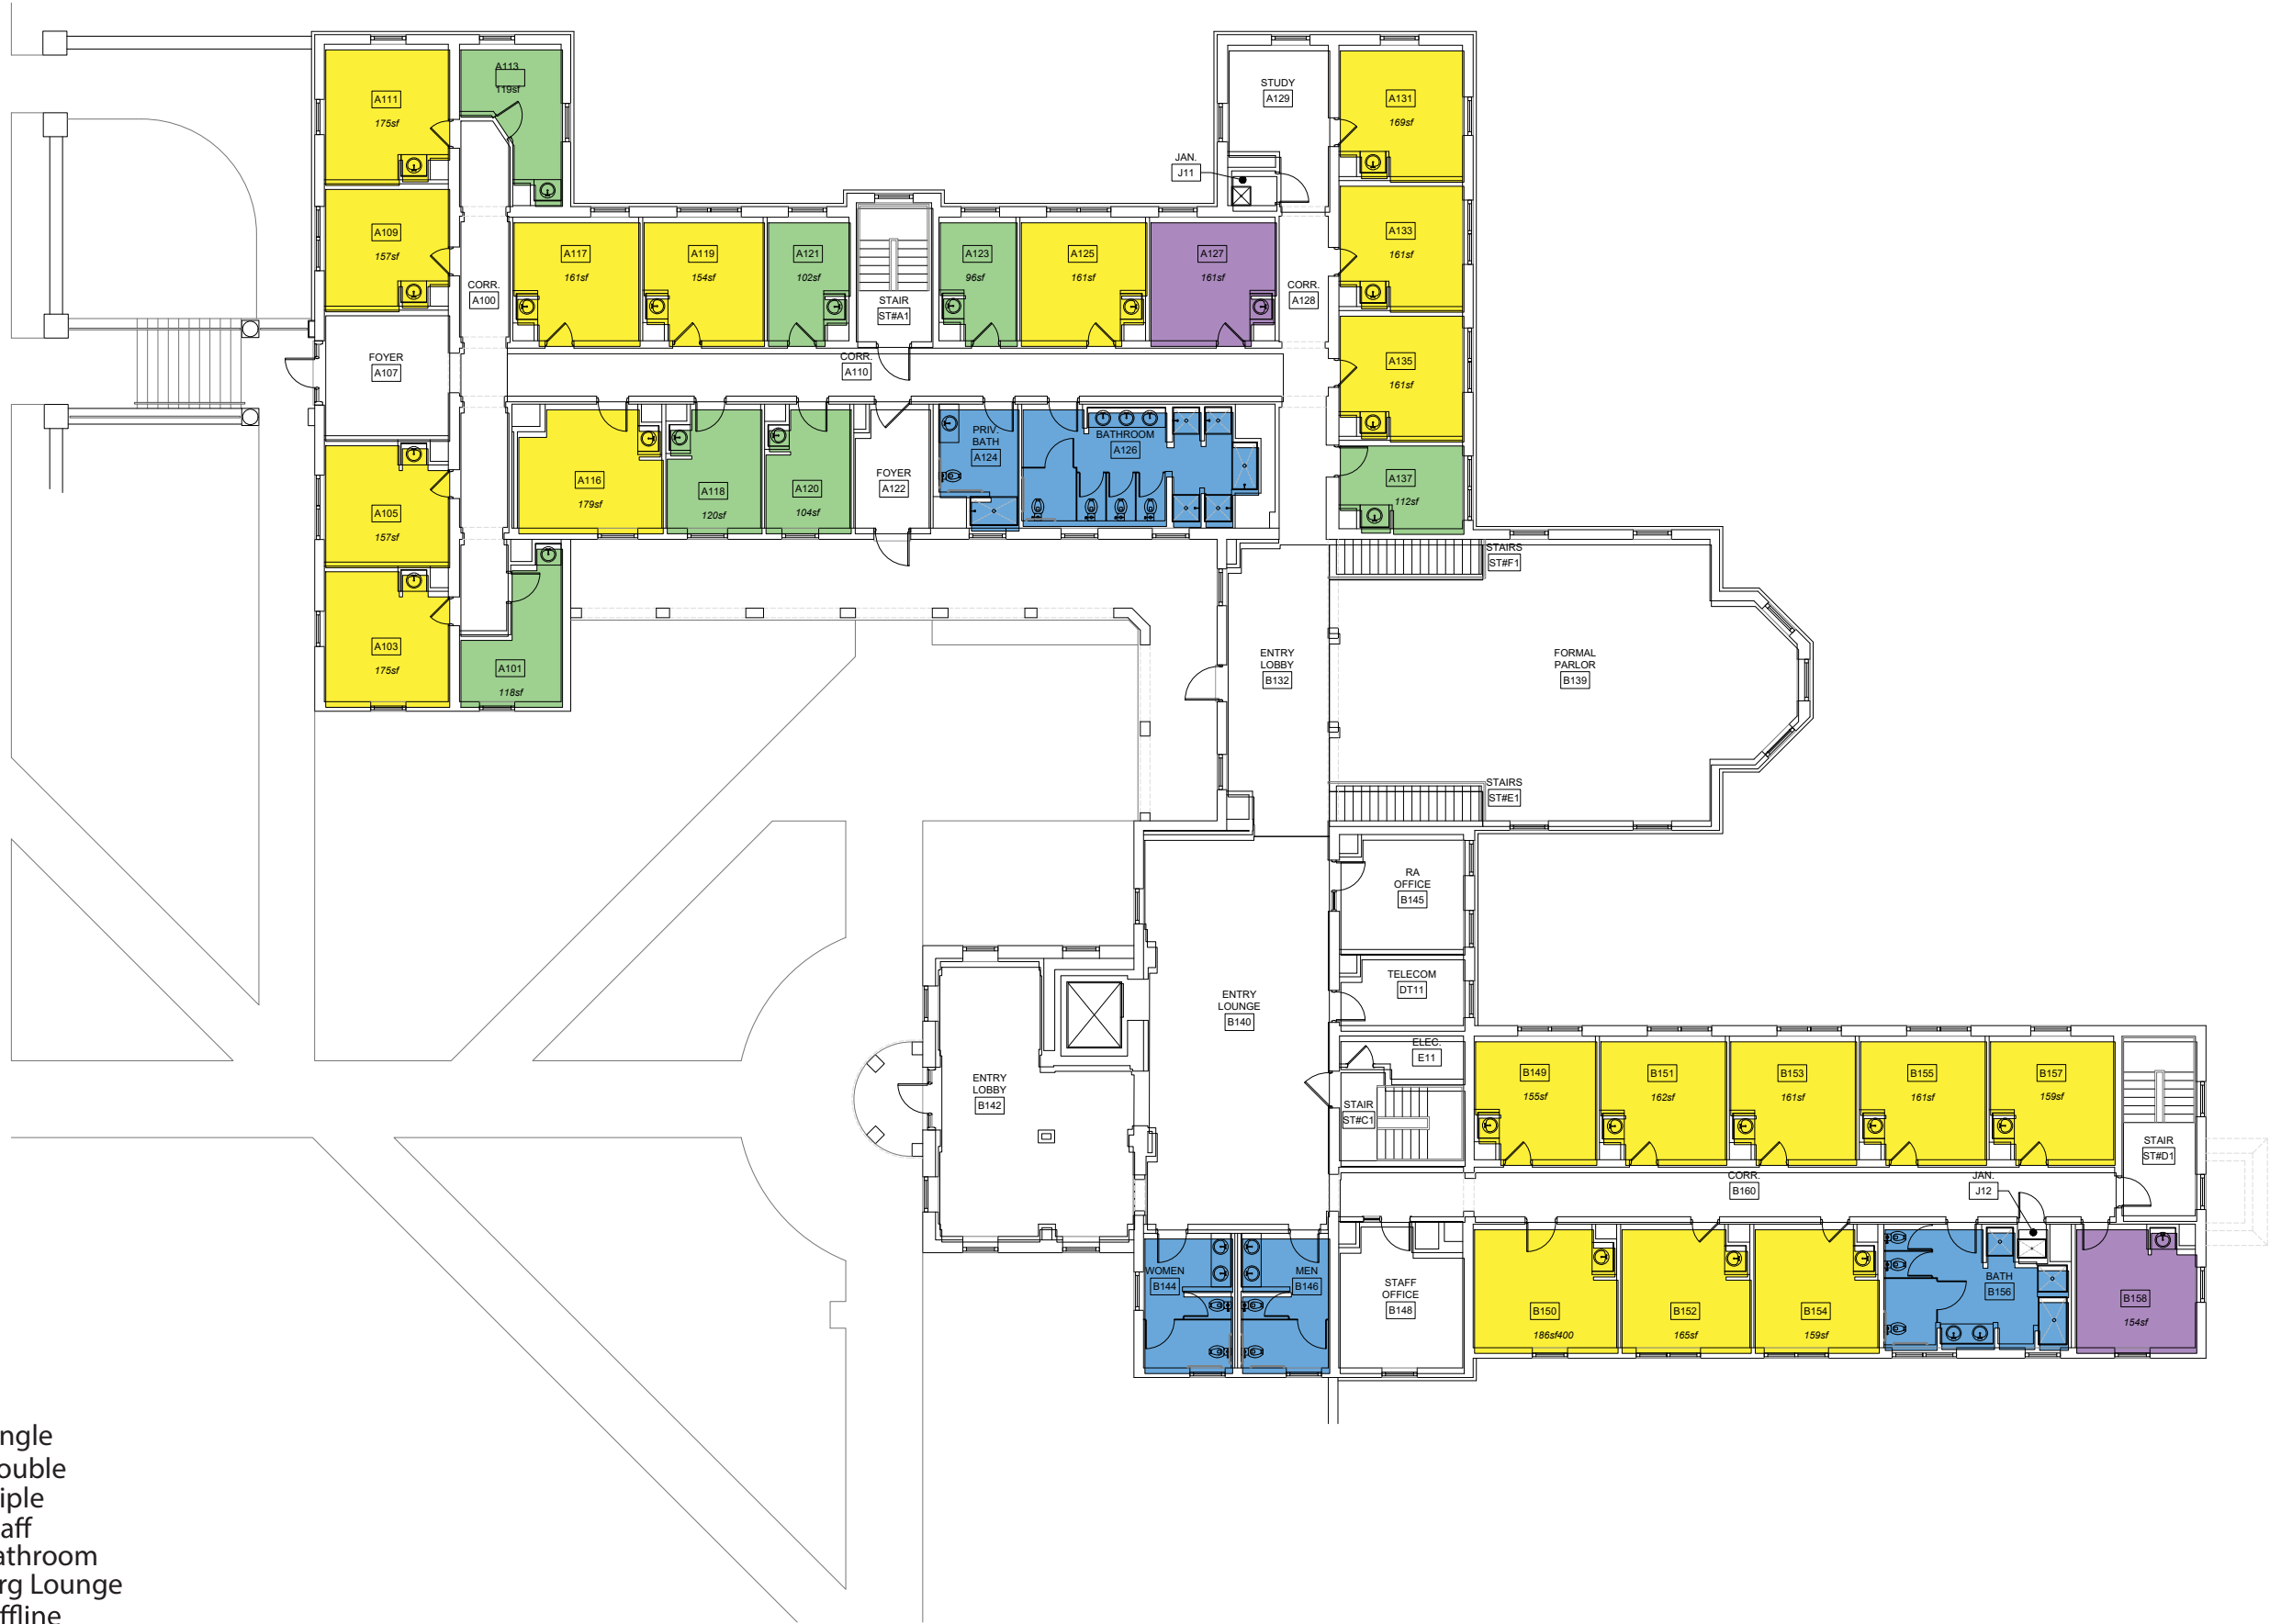 A113
119sf
A111
175sf
STUDY
A129
A131
169sf
JAN.
J11
A109
157sf
A133
161sf
A117
161sf
A119
154sf
A121
102sf
A123
96sf
A125
161sf
A127
161sf
CORR.
A100
STAIR
ST#A1
CORR.
A128
FOYER
A107
CORR.
A110
A135
161sf
PRIV.
BATH
A124
BATHROOM
A126
A116
179sf
A118
120sf
A120
104sf
FOYER
A122
A137
112sf
A105
157sf
STAIRS
ST#F1
A103
175sf
A101
118sf
ENTRY
LOBBY
B132
FORMAL
PARLOR
B139
STAIRS
ST#E1
RA
OFFICE
B145
TELECOM
DT11
ENTRY
LOUNGE
B140
ELEC.
E11
ENTRY
LOBBY
B142
STAIR
ST#C1
B149
155sf
B151
162sf
B153
161sf
B155
161sf
B157
159sf
STAIR
ST#D1
CORR.
B160
JAN.
J12
WOMEN
B144
MEN
B146
STAFF
OFFICE
B148
B150
186sf400
B152
165sf
B154
159sf
BATH
B156
B158
154sf
ngle
ouble
iple
aff
athroom
rg Lounge
ffline